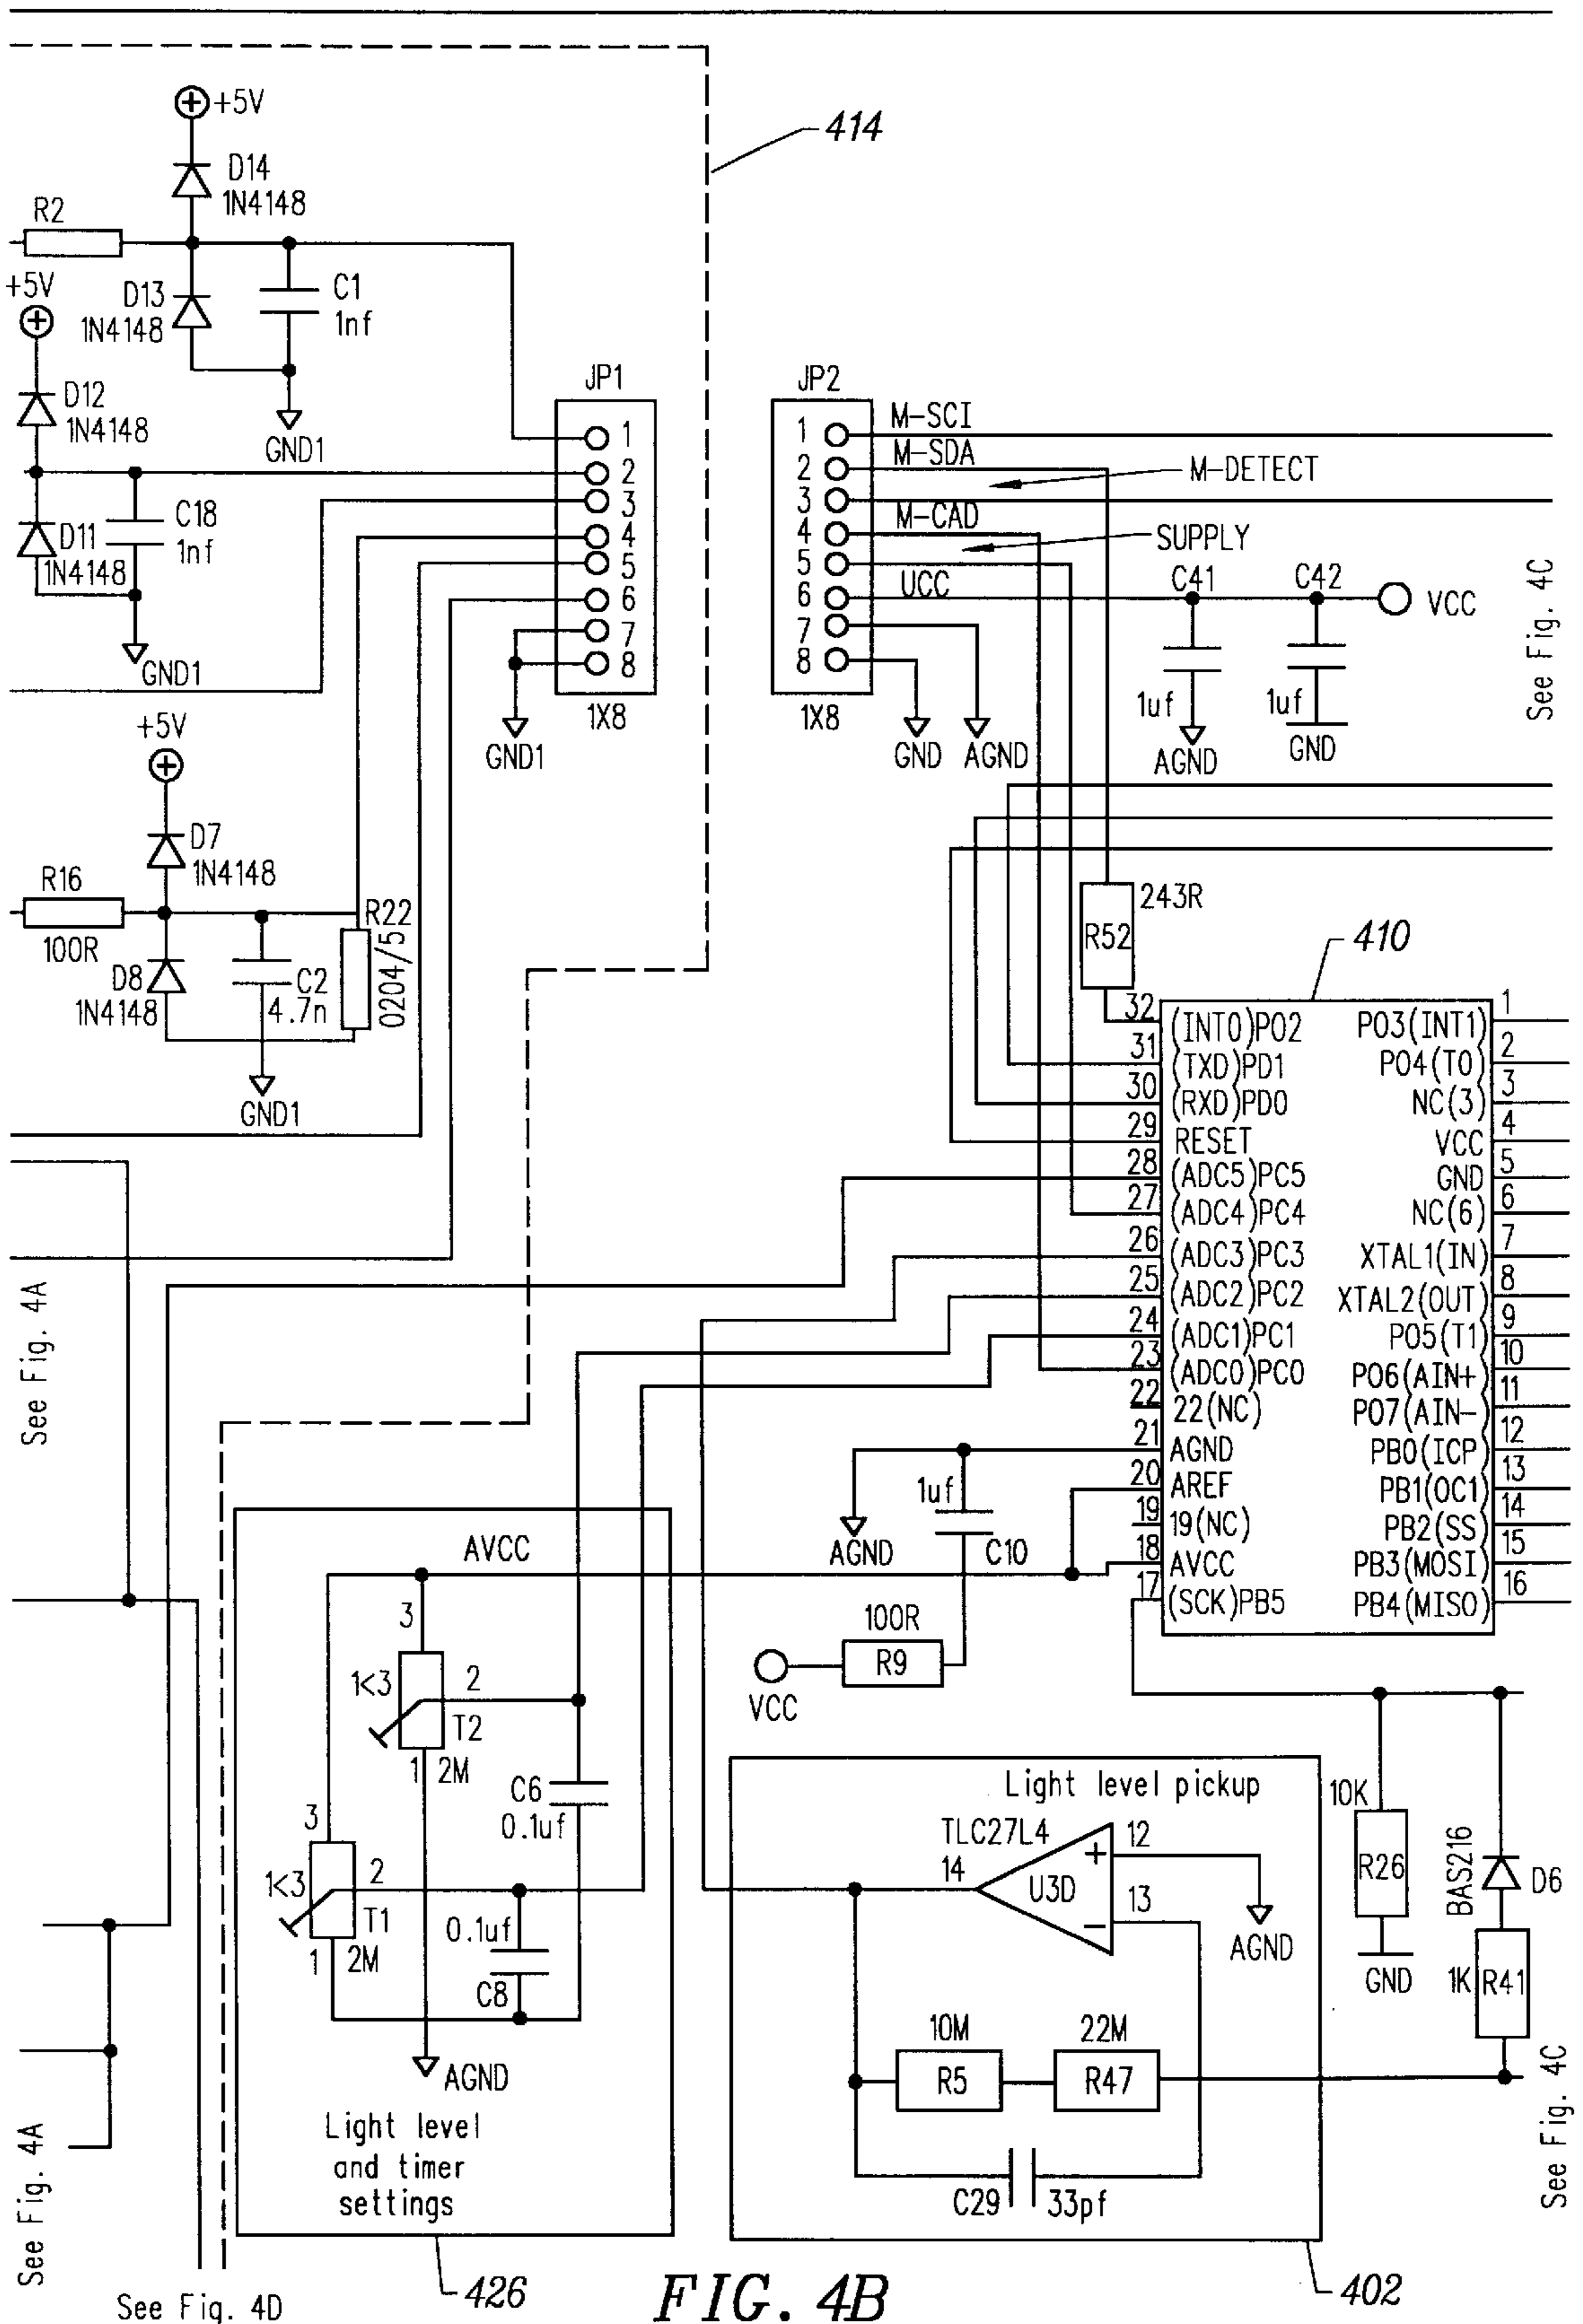 +5V
414
D14
1N4148
R2
+5V
D13
1N4148
C1
1nf
D12
1N4148
GND1
JP1
JP2
1
2
3
4
5
6
7
8
1
2
3
4
5
6
7
8
M-SCI
M-SDA
M-DETECT
M-CAD
SUPPLY
UCC
C41
C42
VCC
C18
1nf
D11
1N4148
GND1
1X8
1X8
GND1
GND
AGND
1uf
1uf
AGND
GND
See Fig. 4C
+5V
D7
1N4148
R16
100R
R22
0204/5
D8
1N4148
C2
4.7n
GND1
243R
R52
410
32 (INT0)PO2 PO3(INT1) 1
31 (TXD)PD1 PO4(T0) 2
30 (RXD)PD0 NC(3) 3
29 RESET VCC 4
28 (ADC5)PC5 GND 5
27 (ADC4)PC4 NC(6) 6
26 (ADC3)PC3 XTAL1(IN) 7
25 (ADC2)PC2 XTAL2(OUT) 8
24 (ADC1)PC1 PO5(T1) 9
23 (ADC0)PC0 PO6(AIN+) 10
22 22(NC) PO7(AIN-) 11
21 AGND PB0(ICP) 12
20 AREF PB1(OC1) 13
19 19(NC) PB2(SS) 14
18 AVCC PB3(MOSI) 15
17 (SCK)PB5 PB4(MISO) 16
See Fig. 4A
AGND
1uf
C10
100R
R9
VCC
AVCC
3
1<3
2
T2
1
2M
C6
0.1uf
3
1<3
2
T1
1
2M
0.1uf
C8
AGND
Light level
and timer
settings
426
Light level pickup
TLC27L4
14
U3D
12
+
13
−
AGND
10M
R5
22M
R47
C29
33pf
402
10K
R26
GND
BAS216
D6
1K
R41
See Fig. 4C
See Fig. 4A
See Fig. 4D
FIG. 4B